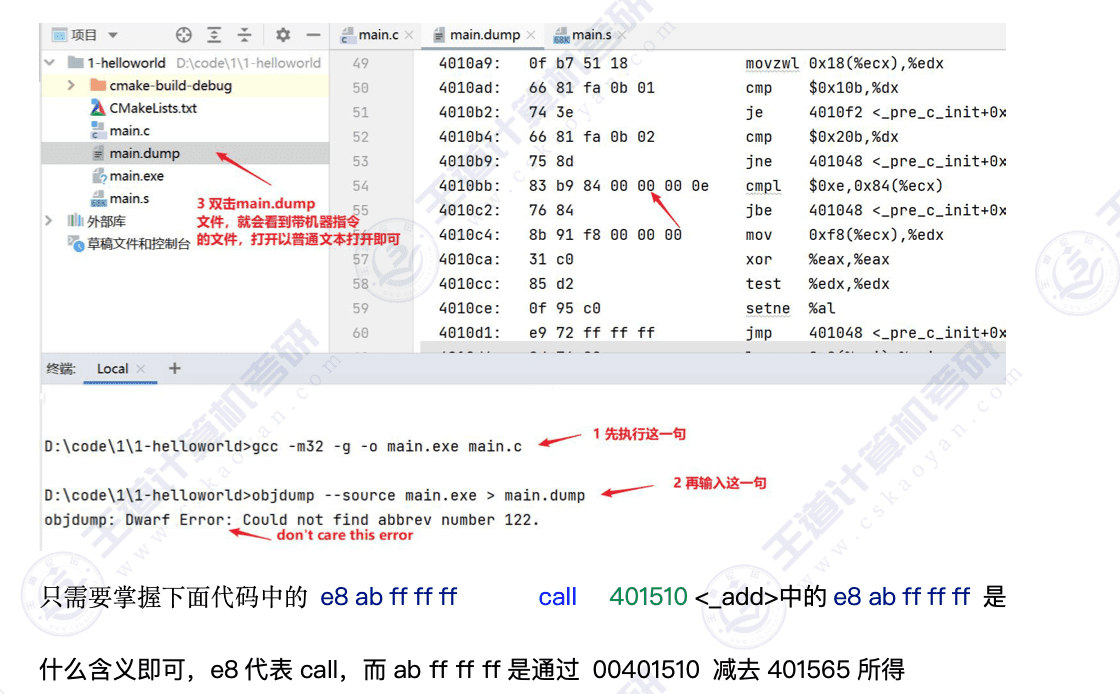 项目
main.c
main.dump
main.s
1-helloworld D:\code\1\1-helloworld
cmake-build-debug
CMakeLists.txt
main.c
main.dump
main.exe
main.s
外部库
草稿文件和控制台
3 双击main.dump
文件，就会看到带机器指令
的文件，打开以普通文本打开即可
49 4010a9: 0f b7 51 18 movzwl 0x18(%ecx),%edx
50 4010ad: 66 81 fa 0b 01 cmp $0x10b,%dx
51 4010b2: 74 3e je 4010f2 <_pre_c_init+0x
52 4010b4: 66 81 fa 0b 02 cmp $0x20b,%dx
53 4010b9: 75 8d jne 401048 <_pre_c_init+0x
54 4010bb: 83 b9 84 00 00 00 0e cmpl $0xe,0x84(%ecx)
55 4010c2: 76 84 jbe 401048 <_pre_c_init+0x
4010c4: 8b 91 f8 00 00 00 mov 0xf8(%ecx),%edx
57 4010ca: 31 c0 xor %eax,%eax
58 4010cc: 85 d2 test %edx,%edx
59 4010ce: 0f 95 c0 setne %al
60 4010d1: e9 72 ff ff ff jmp 401048 <_pre_c_init+0x
终端: Local
D:\code\1\1-helloworld>gcc -m32 -g -o main.exe main.c
1 先执行这一句
D:\code\1\1-helloworld>objdump --source main.exe > main.dump
2 再输入这一句
objdump: Dwarf Error: Could not find abbrev number 122.
don't care this error
只需要掌握下面代码中的 e8 ab ff ff ff call 401510 <_add>中的 e8 ab ff ff ff 是
什么含义即可，e8 代表 call，而 ab ff ff ff 是通过 00401510 减去 401565 所得
王道计算机考研
www.cskaoyan.com